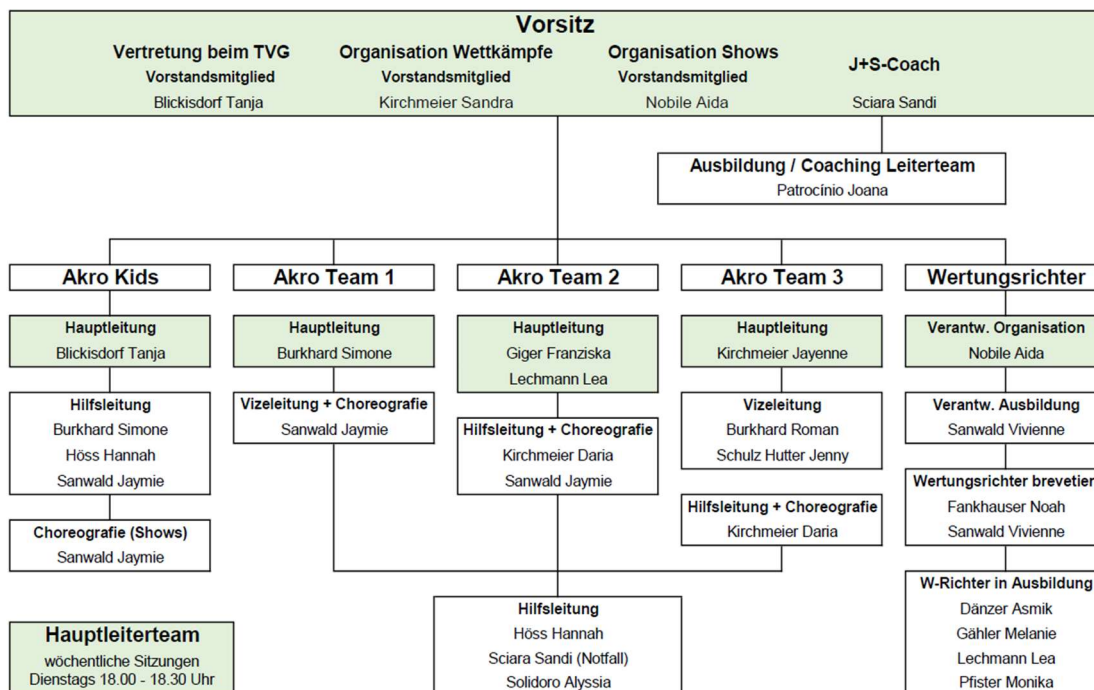 Vorsitz
Vertretung beim TVG
Vorstandsmitglied
Blickisdorf Tanja
Organisation Wettkämpfe
Vorstandsmitglied
Kirchmeier Sandra
Organisation Shows
Vorstandsmitglied
Nobile Aida
J+S-Coach
Sciara Sandi
Ausbildung / Coaching Leiterteam
Patrocínio Joana
Akro Kids
Hauptleitung
Blickisdorf Tanja
Hilfsleitung
Burkhard Simone
Höss Hannah
Sanwald Jaymie
Choreografie (Shows)
Sanwald Jaymie
Akro Team 1
Hauptleitung
Burkhard Simone
Vizeleitung + Choreografie
Sanwald Jaymie
Akro Team 2
Hauptleitung
Giger Franziska
Lechmann Lea
Hilfsleitung + Choreografie
Kirchmeier Daria
Sanwald Jaymie
Akro Team 3
Hauptleitung
Kirchmeier Jayenne
Vizeleitung
Burkhard Roman
Schulz Hutter Jenny
Hilfsleitung + Choreografie
Kirchmeier Daria
Hilfsleitung
Höss Hannah
Sciara Sandi (Notfall)
Solidoro Alyssia
Wertungsrichter
Verantw. Organisation
Nobile Aida
Verantw. Ausbildung
Sanwald Vivienne
Wertungsrichter brevetiert
Fankhauser Noah
Sanwald Vivienne
W-Richter in Ausbildung
Dänzer Asmik
Gähler Melanie
Lechmann Lea
Pfister Monika
Hauptleiterteam
wöchentliche Sitzungen
Dienstags 18.00 - 18.30 Uhr